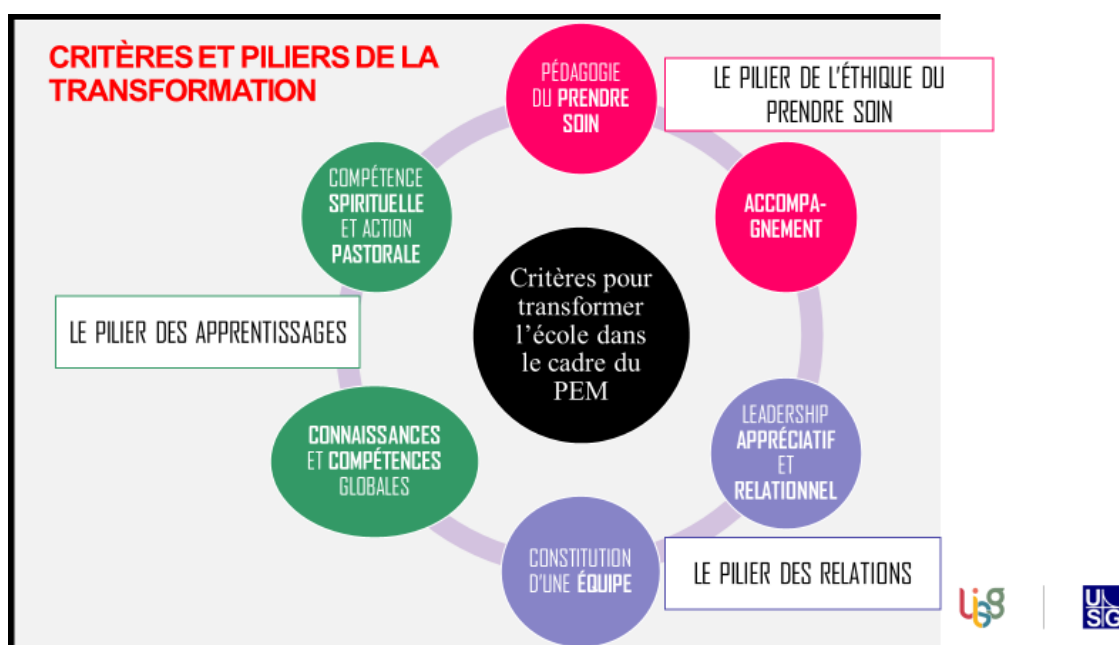 CRITÈRES ET PILIERS DE LA
TRANSFORMATION
PÉDAGOGIE
DU PRENDRE
SOIN
LE PILIER DE L'ÉTHIQUE DU
PRENDRE SOIN
COMPÉTENCE
SPIRITUELLE
ET ACTION
PASTORALE
ACCOMPA-
GNEMENT
Critères pour
transformer
l'école dans
le cadre du
PEM
LE PILIER DES APPRENTISSAGES
CONNAISSANCES
ET COMPÉTENCES
GLOBALES
LEADERSHIP
APPRÉCIATIF
ET
RELATIONNEL
CONSTITUTION
D'UNE ÉQUIPE
LE PILIER DES RELATIONS
USG